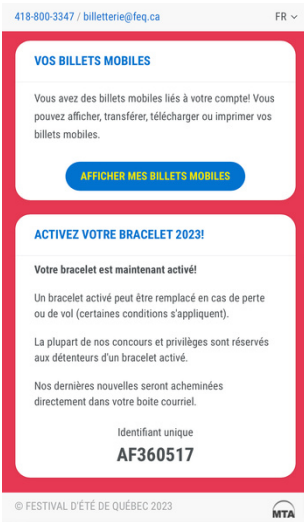 418-800-3347 / billetterie@feq.ca FR
VOS BILLETS MOBILES
Vous avez des billets mobiles liés à votre compte! Vous
pouvez afficher, transférer, télécharger ou imprimer vos
billets mobiles.
AFFICHER MES BILLETS MOBILES
ACTIVEZ VOTRE BRACELET 2023!
Votre bracelet est maintenant activé!
Un bracelet activé peut être remplacé en cas de perte
ou de vol (certaines conditions s'appliquent).
La plupart de nos concours et privilèges sont réservés
aux détenteurs d'un bracelet activé.
Nos dernières nouvelles seront acheminées
directement dans votre boite courriel.
Identifiant unique
AF360517
© FESTIVAL D'ÉTÉ DE QUÉBEC 2023
MTA